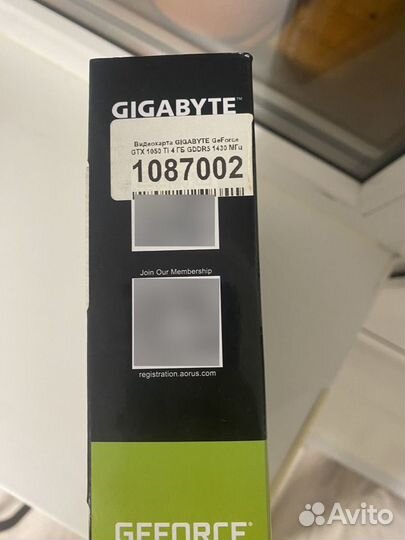 GIGABYTE™
Видеокарта GIGABYTE GeForce
GTX 1050 Ti 4 ГБ GDDR5 1430 МГц
1087002
Join Our Membership
registration.aorus.com
GEFORCE®
Avito